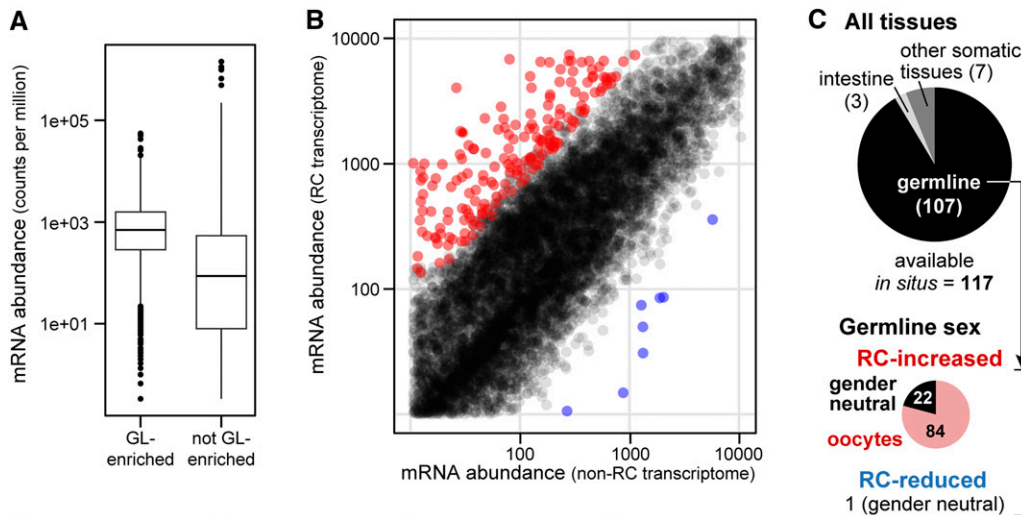 A
mRNA abundance (counts per million)
1e+05
1e+03
1e+01
GL-
enriched
not GL-
enriched
B
mRNA abundance (RC transcriptome)
10000
1000
100
100
1000
10000
mRNA abundance (non-RC transcriptome)
C
All tissues
other somatic
tissues (7)
intestine
(3)
germline
(107)
available
in situs = 117
Germline sex
RC-increased
gender
neutral
22
oocytes
84
RC-reduced
1 (gender neutral)